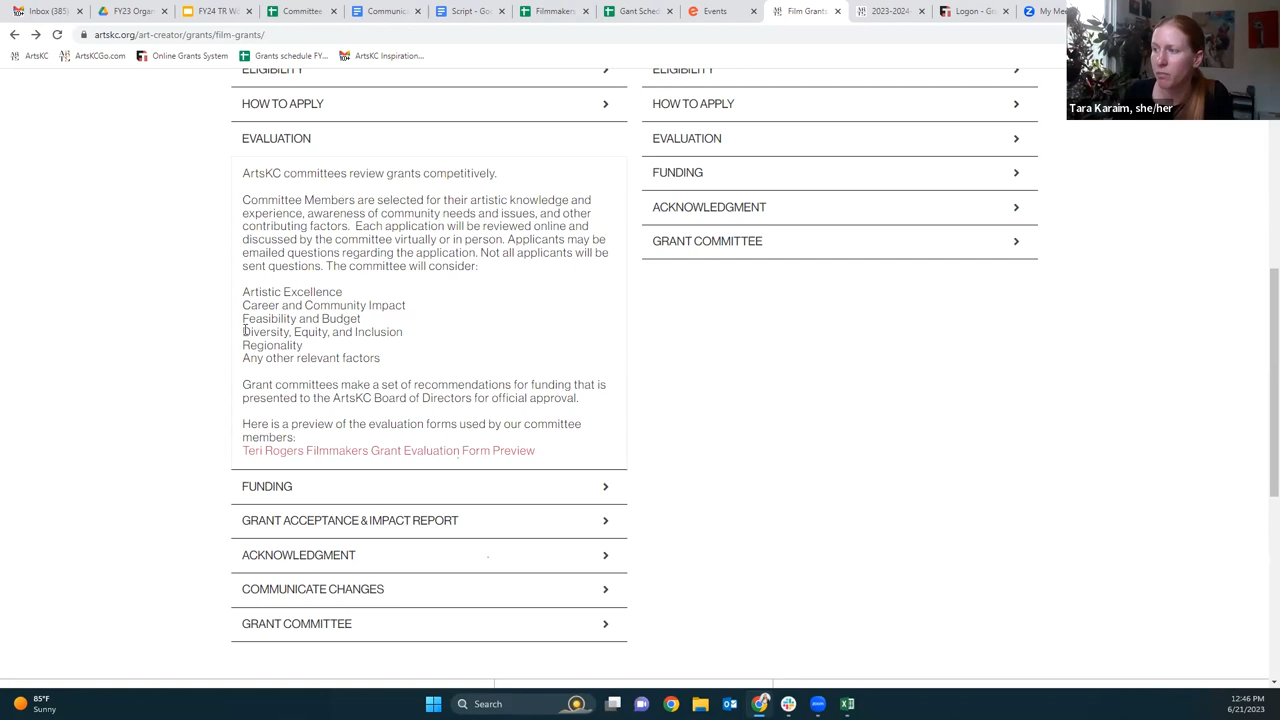 Inbox (385)
FY23 Organ
FY24 TR W
Committee
Communic
Script - Goo
Filmmakers
Gant Sched
Events
Film Grants
2023-2024
Logon - Gra
My Me
artskc.org/art-creator/grants/film-grants/
ArtsKC
ArtsKCGo.com
Online Grants System
Grants schedule FY...
ArtsKC Inspiration...
Tara Karaim, she/her
ELIGIBILITY
ELIGIBILITY
HOW TO APPLY
HOW TO APPLY
EVALUATION
EVALUATION
ArtsKC committees review grants competitively.
Committee Members are selected for their artistic knowledge and
experience, awareness of community needs and issues, and other
contributing factors. Each application will be reviewed online and
discussed by the committee virtually or in person. Applicants may be
emailed questions regarding the application. Not all applicants will be
sent questions. The committee will consider:
Artistic Excellence
Career and Community Impact
Feasibility and Budget
Diversity, Equity, and Inclusion
Regionality
Any other relevant factors
Grant committees make a set of recommendations for funding that is
presented to the ArtsKC Board of Directors for official approval.
Here is a preview of the evaluation forms used by our committee
members:
Teri Rogers Filmmakers Grant Evaluation Form Preview
FUNDING
ACKNOWLEDGMENT
GRANT COMMITTEE
FUNDING
GRANT ACCEPTANCE & IMPACT REPORT
ACKNOWLEDGMENT
COMMUNICATE CHANGES
GRANT COMMITTEE
85°F
Sunny
Search
12:46 PM
6/21/2023